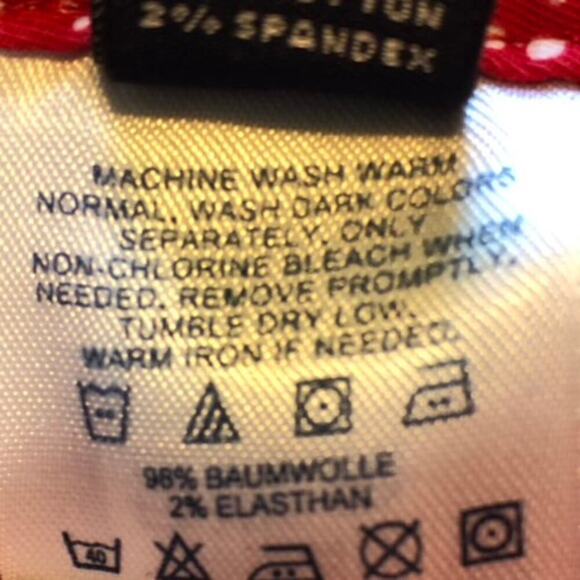 2% SPANDEX
MACHINE WASH WARM
NORMAL. WASH DARK COLORS
SEPARATELY. ONLY
NON-CHLORINE BLEACH WHEN
NEEDED. REMOVE PROMPTLY.
TUMBLE DRY LOW.
WARM IRON IF NEEDED.
98% BAUMWOLLE
2% ELASTHAN
40